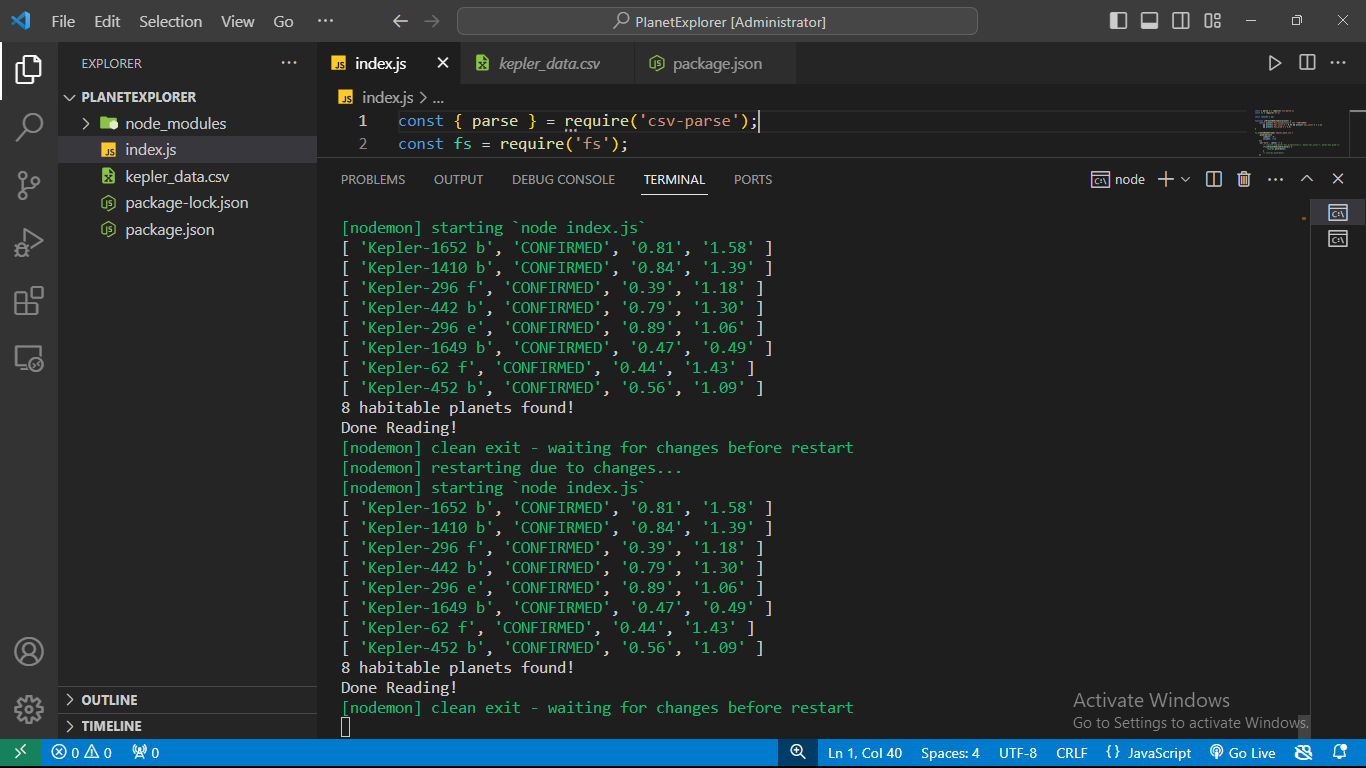 File Edit Selection View Go ··· PlanetExplorer [Administrator]
EXPLORER
PLANETEXPLORER
node_modules
JS index.js
kepler_data.csv
package-lock.json
package.json
OUTLINE
TIMELINE
JS index.js kepler_data.csv package.json
JS index.js > ...
1 const { parse } = require('csv-parse');
2 const fs = require('fs');
PROBLEMS OUTPUT DEBUG CONSOLE TERMINAL PORTS node
[nodemon] starting `node index.js`
[ 'Kepler-1652 b', 'CONFIRMED', '0.81', '1.58' ]
[ 'Kepler-1410 b', 'CONFIRMED', '0.84', '1.39' ]
[ 'Kepler-296 f', 'CONFIRMED', '0.39', '1.18' ]
[ 'Kepler-442 b', 'CONFIRMED', '0.79', '1.30' ]
[ 'Kepler-296 e', 'CONFIRMED', '0.89', '1.06' ]
[ 'Kepler-1649 b', 'CONFIRMED', '0.47', '0.49' ]
[ 'Kepler-62 f', 'CONFIRMED', '0.44', '1.43' ]
[ 'Kepler-452 b', 'CONFIRMED', '0.56', '1.09' ]
8 habitable planets found!
Done Reading!
[nodemon] clean exit - waiting for changes before restart
[nodemon] restarting due to changes...
[nodemon] starting `node index.js`
[ 'Kepler-1652 b', 'CONFIRMED', '0.81', '1.58' ]
[ 'Kepler-1410 b', 'CONFIRMED', '0.84', '1.39' ]
[ 'Kepler-296 f', 'CONFIRMED', '0.39', '1.18' ]
[ 'Kepler-442 b', 'CONFIRMED', '0.79', '1.30' ]
[ 'Kepler-296 e', 'CONFIRMED', '0.89', '1.06' ]
[ 'Kepler-1649 b', 'CONFIRMED', '0.47', '0.49' ]
[ 'Kepler-62 f', 'CONFIRMED', '0.44', '1.43' ]
[ 'Kepler-452 b', 'CONFIRMED', '0.56', '1.09' ]
8 habitable planets found!
Done Reading!
[nodemon] clean exit - waiting for changes before restart
Activate Windows
Go to Settings to activate Windows.
0 0 0 Ln 1, Col 40 Spaces: 4 UTF-8 CRLF {} JavaScript Go Live